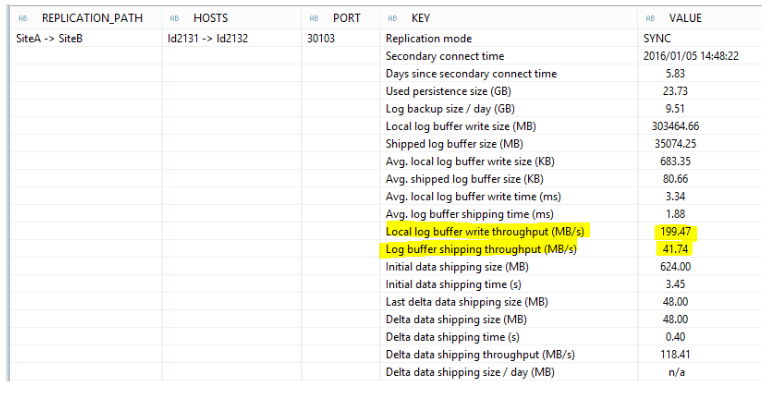 AB REPLICATION_PATH AB HOSTS AB PORT AB KEY AB VALUE
SiteA -> SiteB ld2131 -> ld2132 30103 Replication mode SYNC
Secondary connect time 2016/01/05 14:48:22
Days since secondary connect time 5.83
Used persistence size (GB) 23.73
Log backup size / day (GB) 9.51
Local log buffer write size (MB) 303464.66
Shipped log buffer size (MB) 35074.25
Avg. local log buffer write size (KB) 683.35
Avg. shipped log buffer size (KB) 80.66
Avg. local log buffer write time (ms) 3.34
Avg. log buffer shipping time (ms) 1.88
Local log buffer write throughput (MB/s) 199.47
Log buffer shipping throughput (MB/s) 41.74
Initial data shipping size (MB) 624.00
Initial data shipping time (s) 3.45
Last delta data shipping size (MB) 48.00
Delta data shipping size (MB) 48.00
Delta data shipping time (s) 0.40
Delta data shipping throughput (MB/s) 118.41
Delta data shipping size / day (MB) n/a